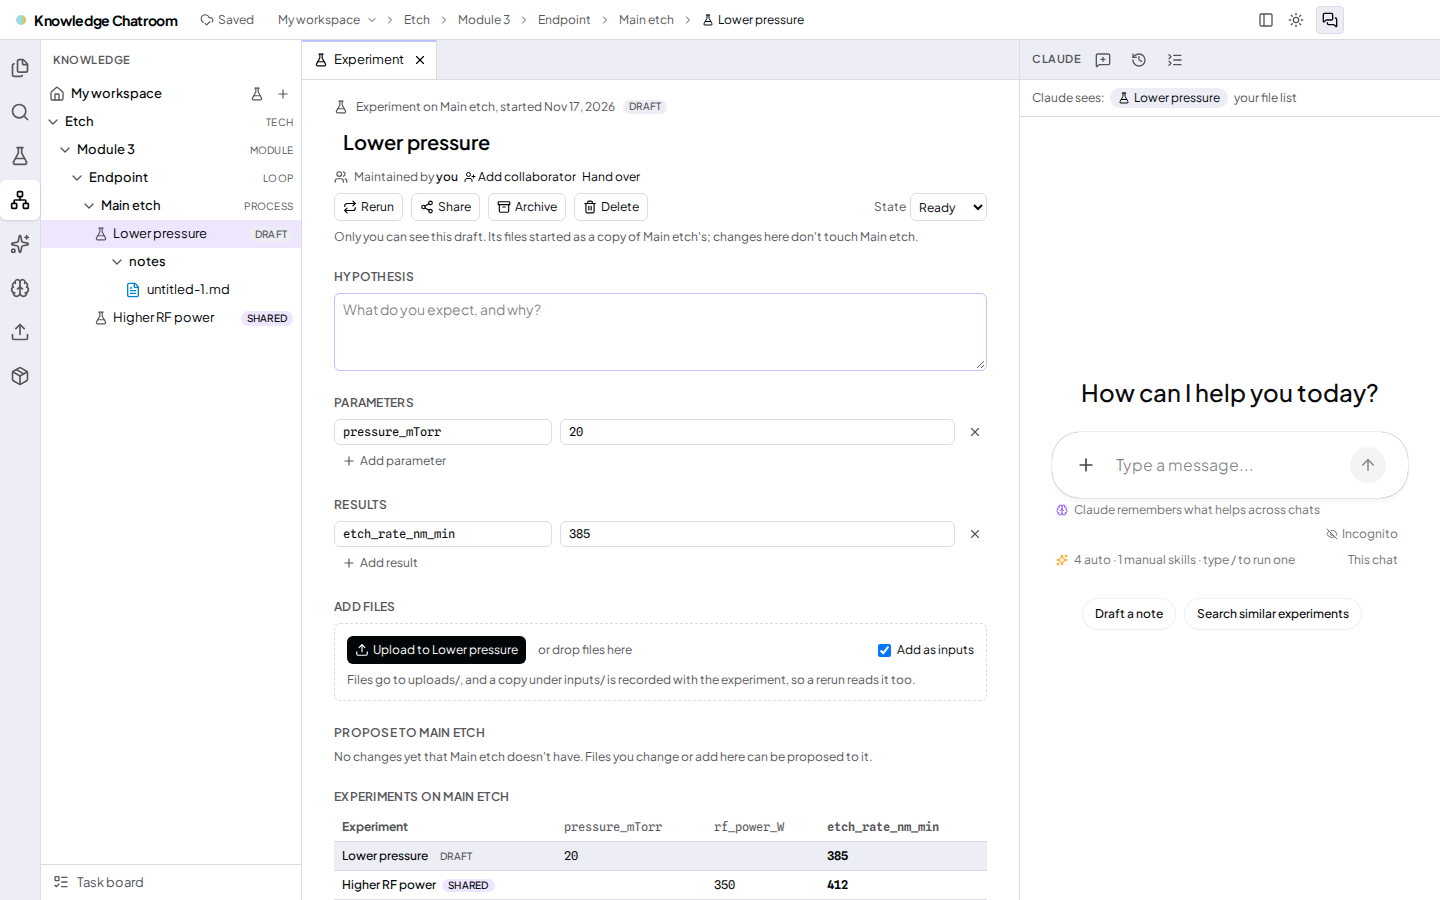 Knowledge Chatroom
Saved
My workspace
Etch
Module 3
Endpoint
Main etch
Lower pressure
KNOWLEDGE
My workspace
Etch TECH
Module 3 MODULE
Endpoint LOOP
Main etch PROCESS
Lower pressure DRAFT
notes
untitled-1.md
Higher RF power SHARED
Task board
Experiment
Experiment on Main etch, started Nov 17, 2026 DRAFT
Lower pressure
Maintained by you Add collaborator Hand over
Rerun Share Archive Delete State Ready
Only you can see this draft. Its files started as a copy of Main etch's; changes here don't touch Main etch.
HYPOTHESIS
What do you expect, and why?
PARAMETERS
pressure_mTorr 20
Add parameter
RESULTS
etch_rate_nm_min 385
Add result
ADD FILES
Upload to Lower pressure or drop files here Add as inputs
Files go to uploads/, and a copy under inputs/ is recorded with the experiment, so a rerun reads it too.
PROPOSE TO MAIN ETCH
No changes yet that Main etch doesn't have. Files you change or add here can be proposed to it.
EXPERIMENTS ON MAIN ETCH
Experiment pressure_mTorr rf_power_W etch_rate_nm_min
Lower pressure DRAFT 20 385
Higher RF power SHARED 350 412
CLAUDE
Claude sees: Lower pressure your file list
How can I help you today?
Type a message...
Claude remembers what helps across chats
Incognito
4 auto · 1 manual skills · type / to run one This chat
Draft a note Search similar experiments